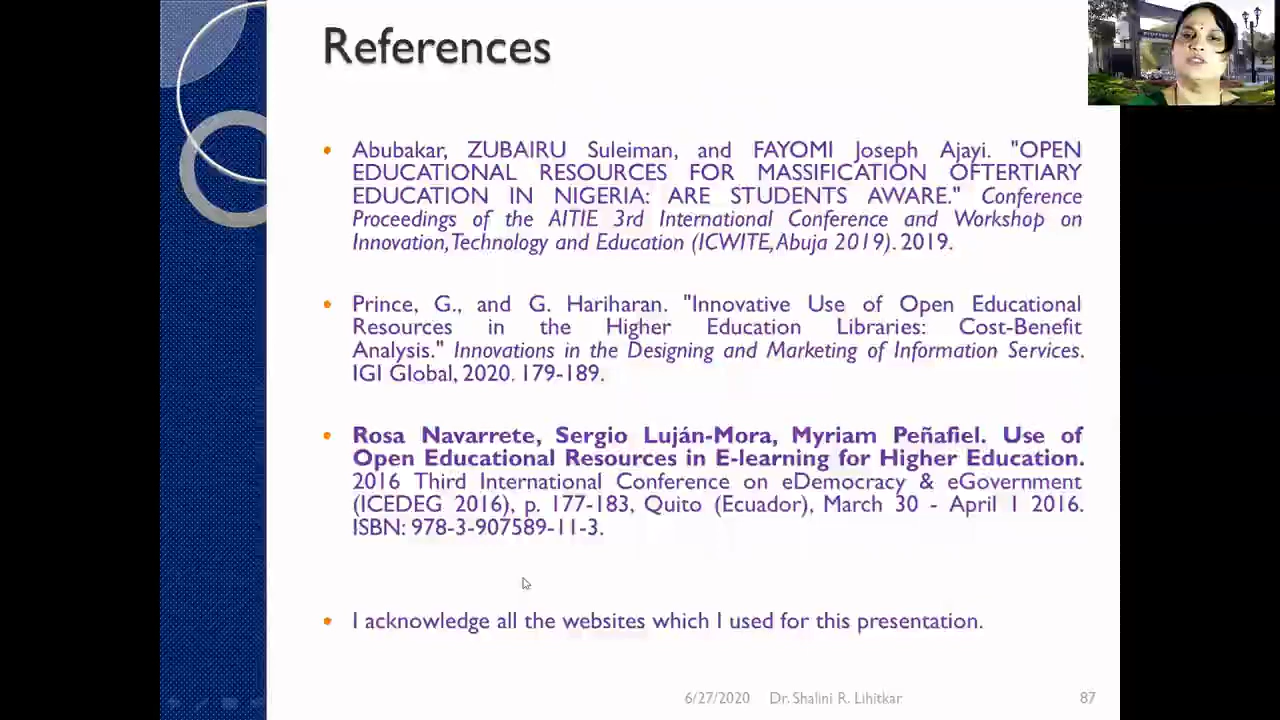 References
Abubakar, ZUBAIRU Suleiman, and FAYOMI Joseph Ajayi. "OPEN
EDUCATIONAL RESOURCES FOR MASSIFICATION OFTERTIARY
EDUCATION IN NIGERIA: ARE STUDENTS AWARE." Conference
Proceedings of the AITIE 3rd International Conference and Workshop on
Innovation, Technology and Education (ICWITE, Abuja 2019). 2019.
Prince, G., and G. Hariharan. "Innovative Use of Open Educational
Resources in the Higher Education Libraries: Cost-Benefit
Analysis." Innovations in the Designing and Marketing of Information Services.
IGI Global, 2020. 179-189.
Rosa Navarrete, Sergio Luján-Mora, Myriam Peñafiel. Use of
Open Educational Resources in E-learning for Higher Education.
2016 Third International Conference on eDemocracy & eGovernment
(ICEDEG 2016), p. 177-183, Quito (Ecuador), March 30 - April 1 2016.
ISBN: 978-3-907589-11-3.
I acknowledge all the websites which I used for this presentation.
6/27/2020 Dr. Shalini R. Lihitkar 87